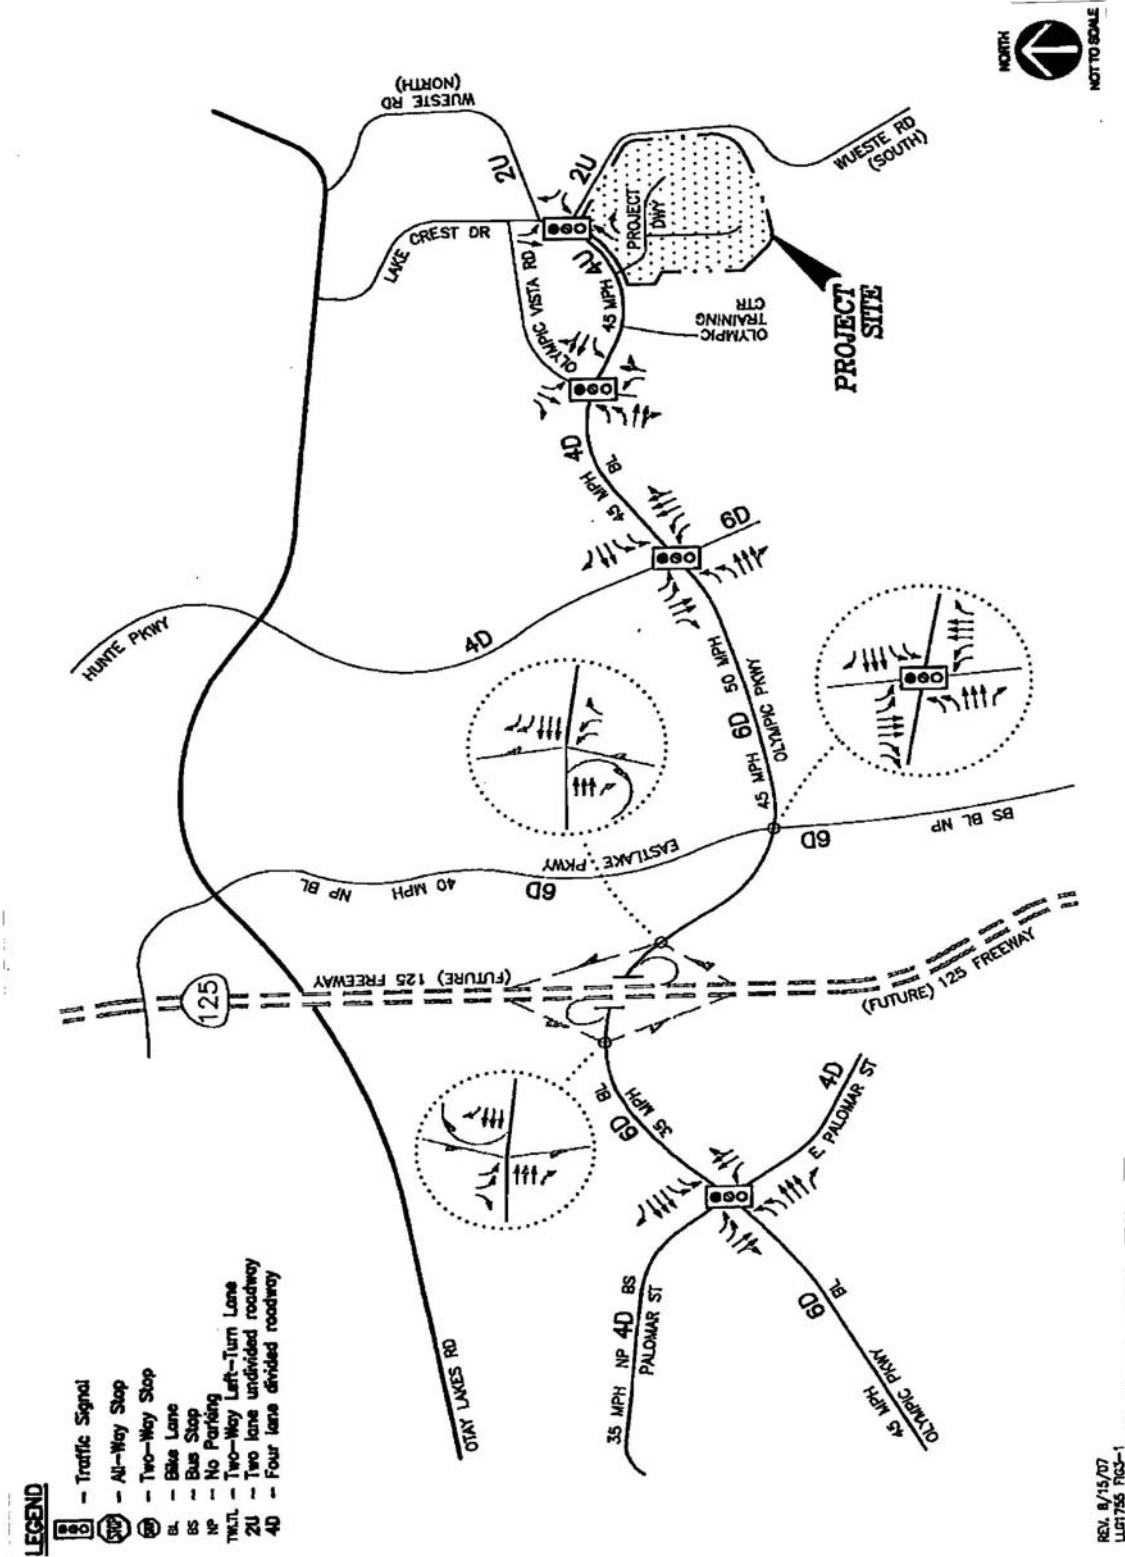 LEGEND
- Traffic Signal
STOP - All-Way Stop
- Two-Way Stop
BL - Bike Lane
BS - Bus Stop
NP - No Parking
TWLTL - Two-Way Left-Turn Lane
2U - Two lane undivided roadway
4D - Four lane divided roadway
NORTH
NOT TO SCALE
WUESTE RD
(NORTH)
2U
2U
WUESTE RD
(SOUTH)
LAKE CREST DR
OLYMPIC VISTA RD
4U
45 MPH
PROJECT
DWY
OLYMPIC
TRAINING
CTR
PROJECT
SITE
4D
45 MPH BL
6D
HUNTE PKWY
4D
50 MPH
6D
45 MPH
OLYMPIC PKWY
EASTLAKE PKWY
6D
40 MPH
NP BL
6D
BS BL NP
125
(FUTURE) 125 FREEWAY
(FUTURE) 125 FREEWAY
BL
6D
35 MPH
4D
E. PALOMAR ST
35 MPH NP 4D BS
PALOMAR ST
6D
BL
45 MPH
OLYMPIC PKWY
OTAY LAKES RD
REV. 8/15/07
LLG1755 FIG3-1